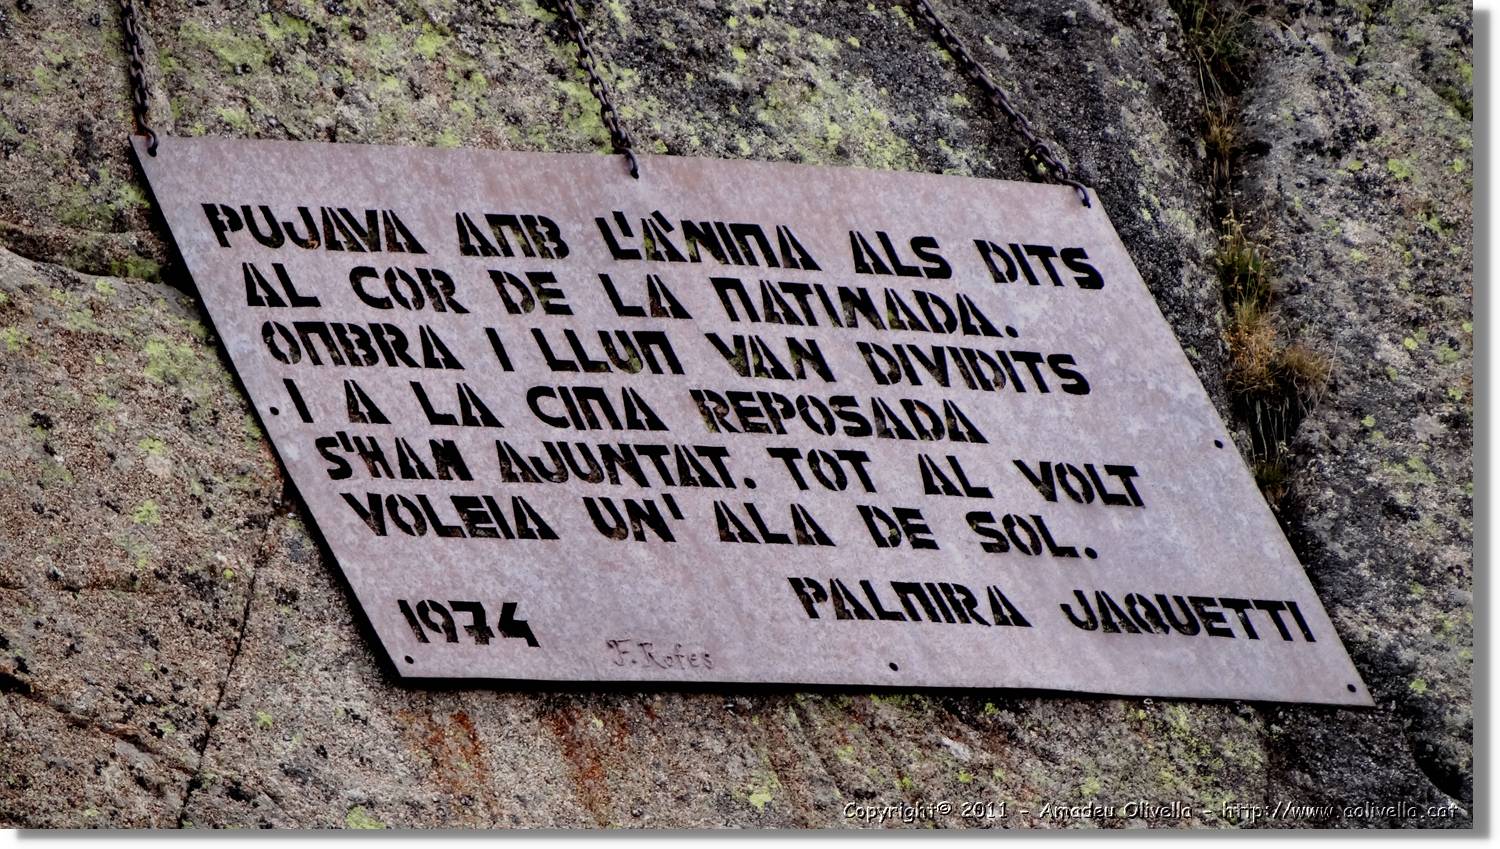 PUJAVA AMB L'ÀNIMA ALS DITS
AL COR DE LA MATINADA.
OMBRA I LLUM VAN DIVIDITS
I A LA CIMA REPOSADA
S'HAN AJUNTAT. TOT AL VOLT
VOLEIA UN' ALA DE SOL.
PALMIRA JAQUETTI
1974
F. Rofes
Copyright© 2011 - Amadeu Olivella - http://www.aolivella.cat